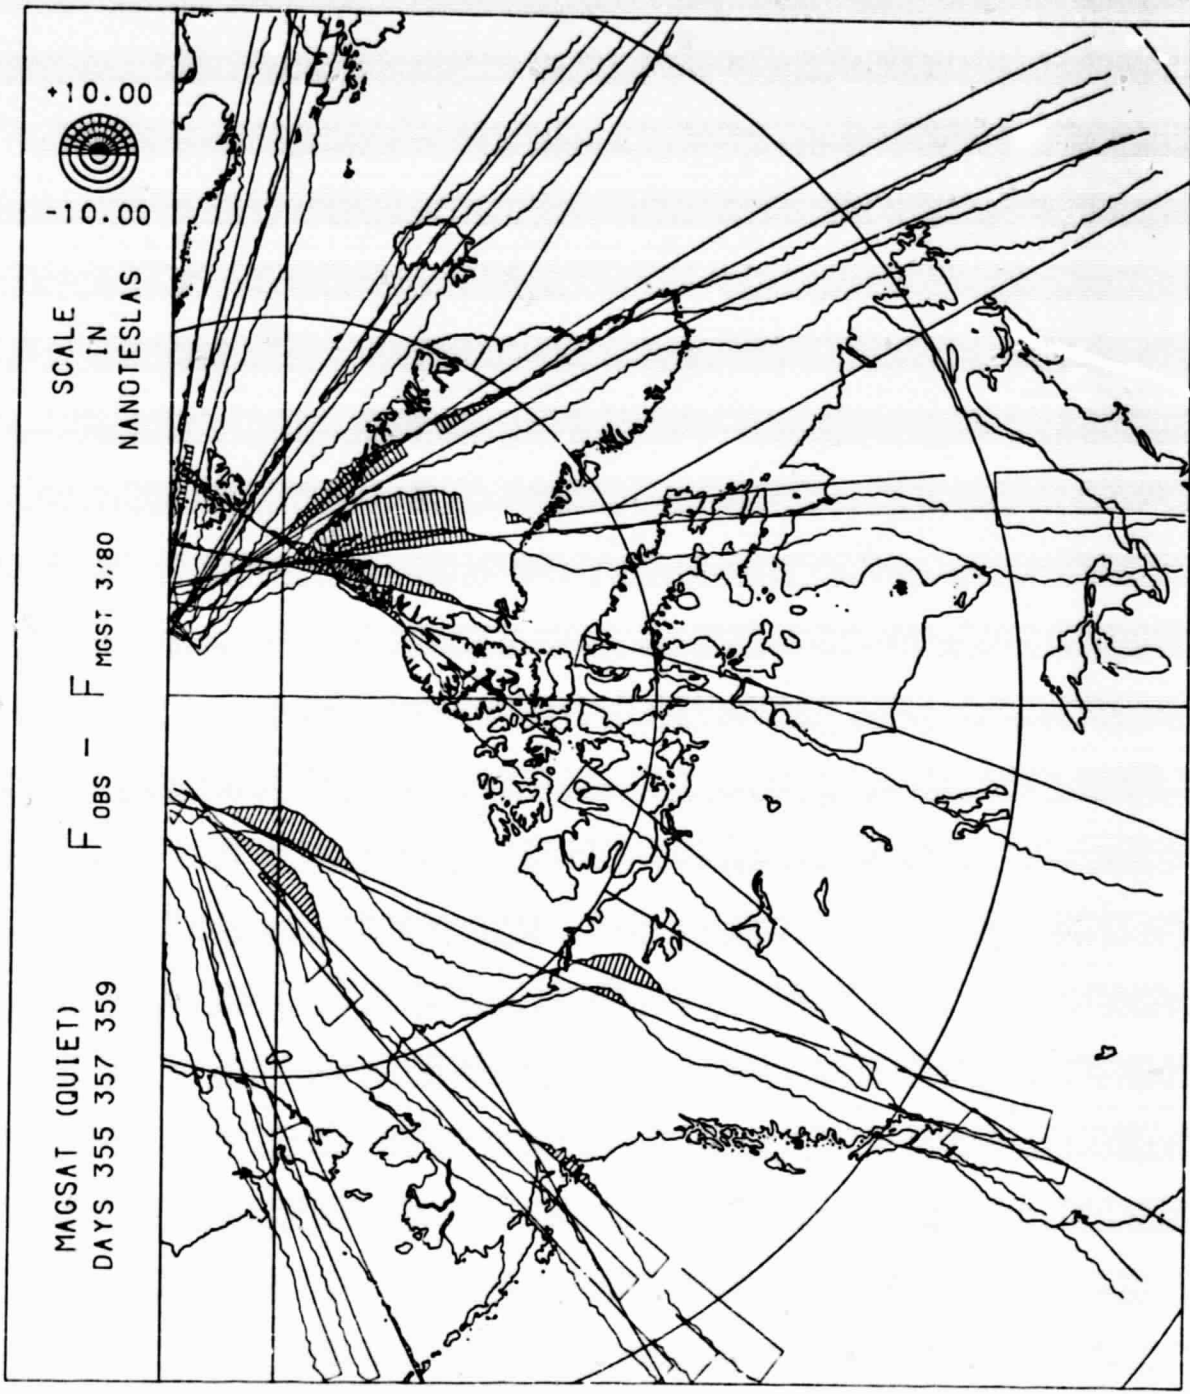 MAGSAT (QUIET)
DAYS 355 357 359
F OBS - F MGST 3/80
SCALE
IN
NANOTESLAS
-10.00
+10.00